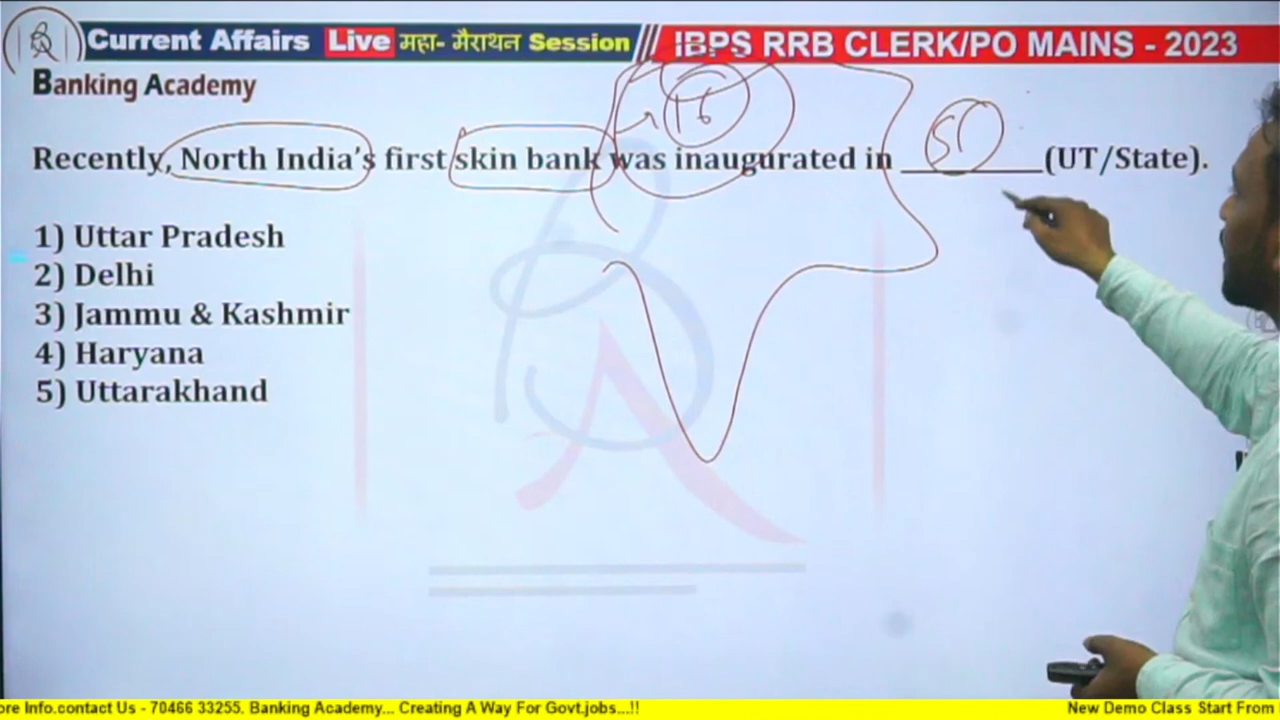 Current Affairs Live महा- मैराथन Session IBPS RRB CLERK/PO MAINS - 2023
Banking Academy
16
Recently, North India's first skin bank was inaugurated in ________ (UT/State).
1) Uttar Pradesh
2) Delhi
3) Jammu & Kashmir
4) Haryana
5) Uttarakhand
ore Info.contact Us - 70466 33255. Banking Academy... Creating A Way For Govt.jobs...!! New Demo Class Start From